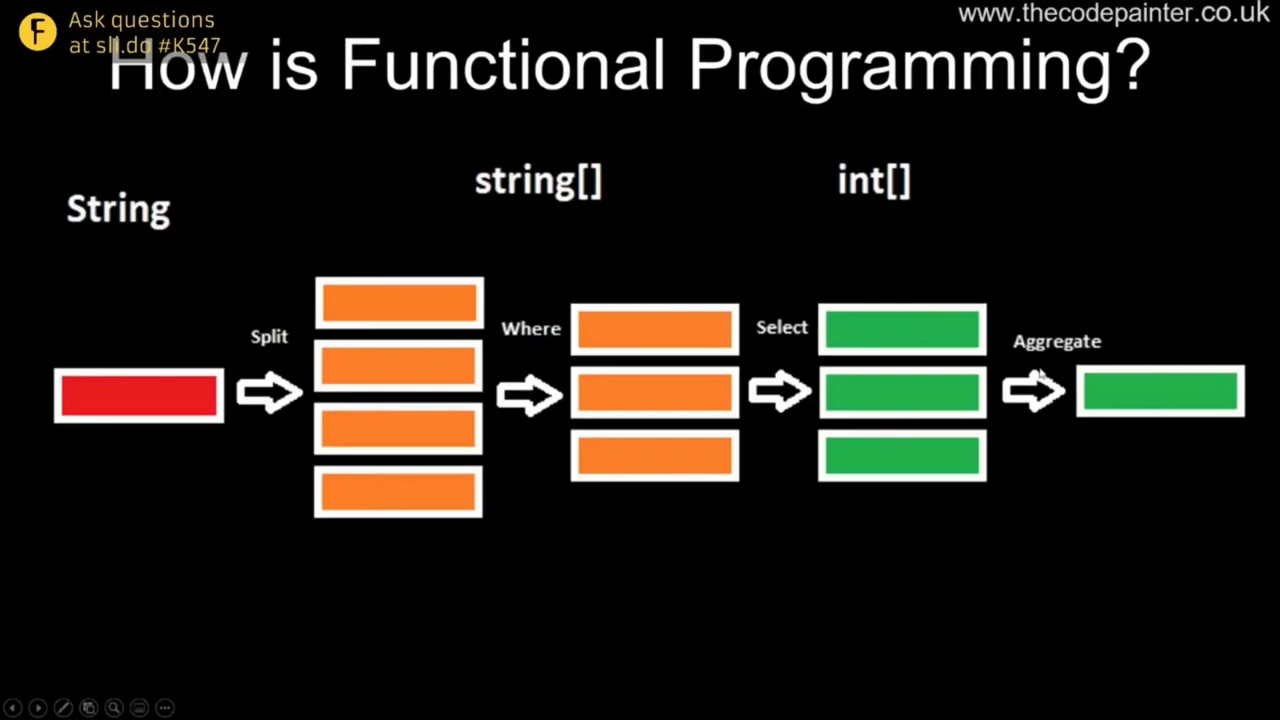 Ask questions
at sli.do #K547
www.thecodepainter.co.uk
How is Functional Programming?
String
string[]
int[]
Split
Where
Select
Aggregate
F